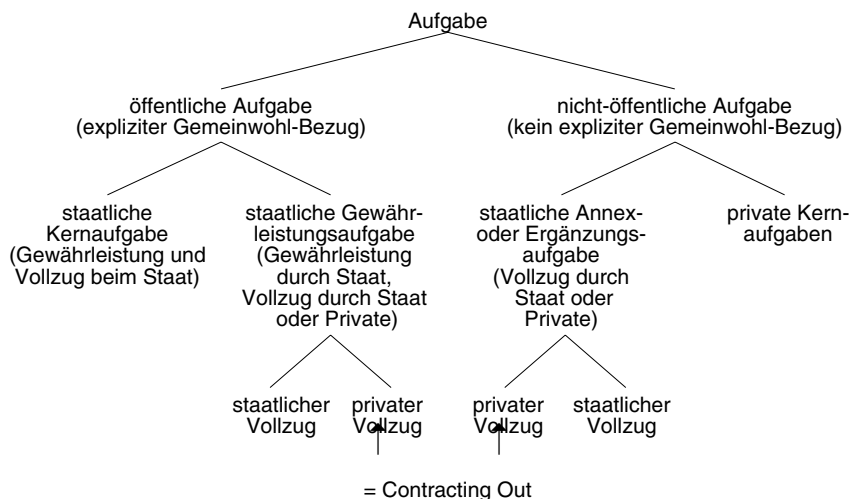 Aufgabe
öffentliche Aufgabe
(expliziter Gemeinwohl-Bezug)
nicht-öffentliche Aufgabe
(kein expliziter Gemeinwohl-Bezug)
staatliche
Kernaufgabe
(Gewährleistung und
Vollzug beim Staat)
staatliche Gewähr-
leistungsaufgabe
(Gewährleistung
durch Staat,
Vollzug durch Staat
oder Private)
staatliche Annex-
oder Ergänzungs-
aufgabe
(Vollzug durch
Staat oder
Private)
private Kern-
aufgaben
staatlicher
Vollzug
privater
Vollzug
privater
Vollzug
staatlicher
Vollzug
= Contracting Out